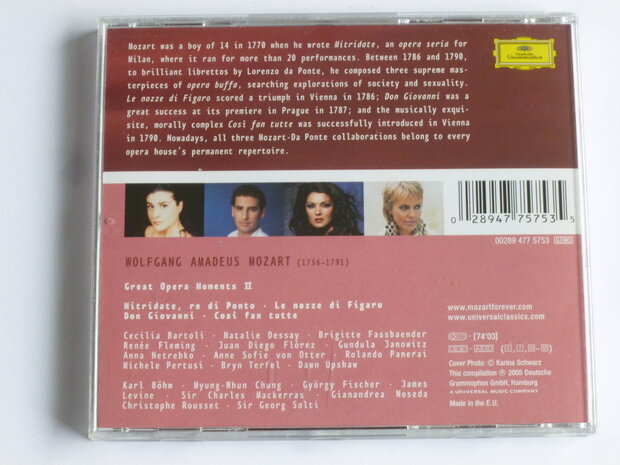 Mozart was a boy of 14 in 1770 when he wrote Mitridate, an opera seria for
Milan, where it ran for more than 20 performances. Between 1786 and 1790,
to brilliant librettos by Lorenzo da Ponte, he composed three supreme mas-
terpieces of opera buffa, searching explorations of society and sexuality.
Le nozze di Figaro scored a triumph in Vienna in 1786; Don Giovanni was a
great success at its premiere in Prague in 1787; and the musically exqui-
site, morally complex Così fan tutte was successfully introduced in Vienna
in 1790. Nowadays, all three Mozart-Da Ponte collaborations belong to every
opera house's permanent repertoire.
Deutsche
Grammophon
0 28947 75753 5
00289 477 5753 GIMO
WOLFGANG AMADEUS MOZART (1756–1791)
Great Opera Moments II
Mitridate, re di Ponto · Le nozze di Figaro
Don Giovanni · Così fan tutte
Cecilia Bartoli · Natalie Dessay · Brigitte Fassbaender
Renée Fleming · Juan Diego Flórez · Gundula Janowitz
Anna Netrebko · Anne Sofie von Otter · Rolando Panerai
Michele Pertusi · Bryn Terfel · Dawn Upshaw
Karl Böhm · Myung-Whun Chung · György Fischer · James
Levine · Sir Charles Mackerras · Gianandrea Noseda
Christophe Rousset · Sir Georg Solti
www.mozartforever.com
www.universalclassics.com
[74'03]
DDD ADD
Cover Photo: © Karina Schwarz
This compilation ℗ 2005 Deutsche
Grammophon GmbH, Hamburg
A UNIVERSAL MUSIC COMPANY
Made in the E.U.